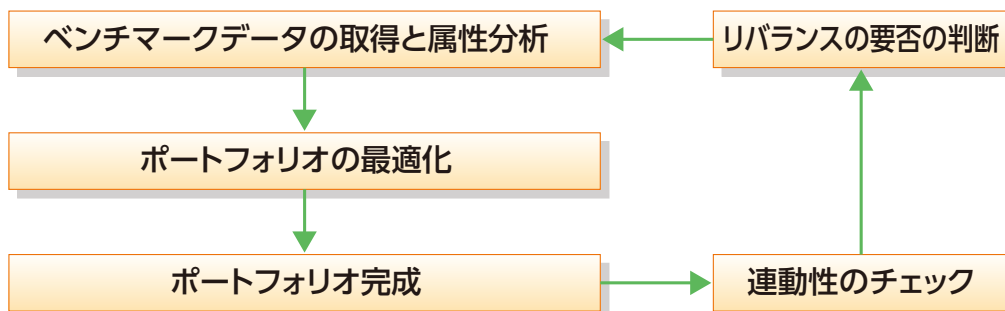 ベンチマークデータの取得と属性分析
リバランスの要否の判断
ポートフォリオの最適化
ポートフォリオ完成
連動性のチェック